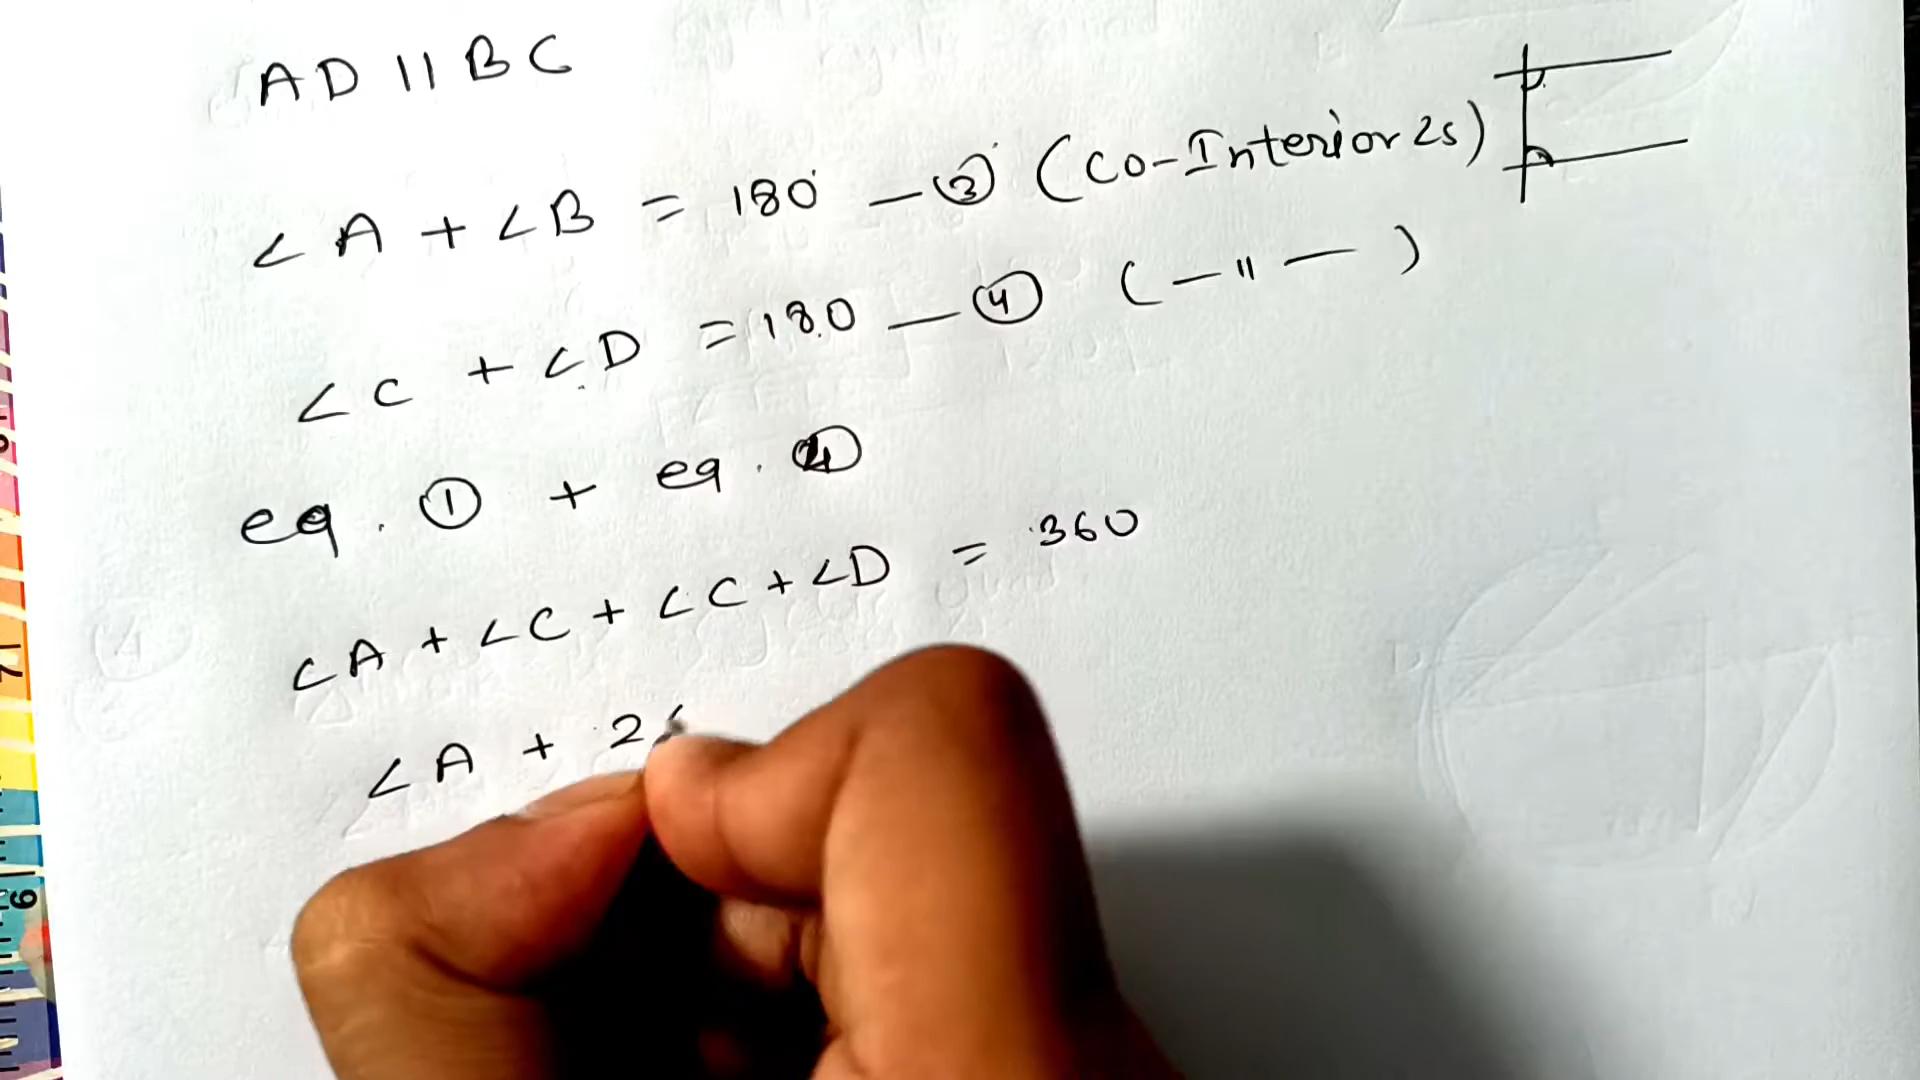 AD || BC
∠A + ∠B = 180° — ③ (Co-Interior ∠s)
∠C + ∠D = 180 — ④ ( — " — )
eq. ① + eq. ④
∠A + ∠C + ∠C + ∠D = 360
∠A + 2∠